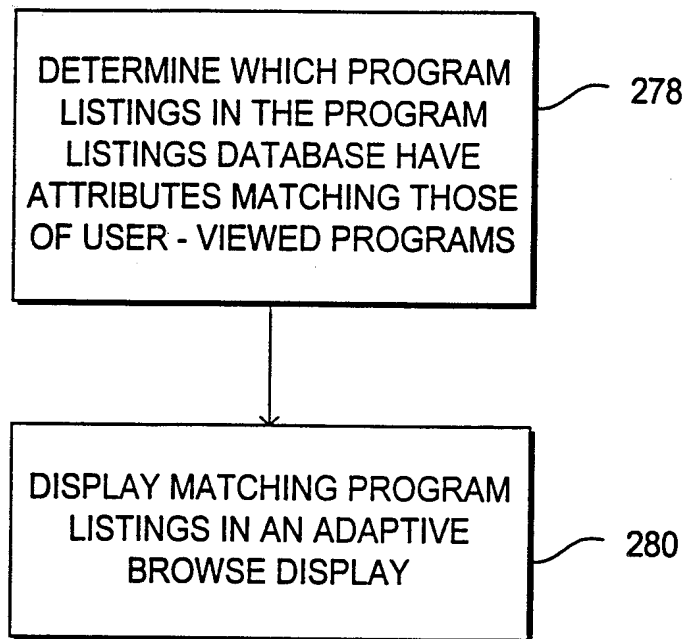 DETERMINE WHICH PROGRAM
LISTINGS IN THE PROGRAM
LISTINGS DATABASE HAVE
ATTRIBUTES MATCHING THOSE
OF USER - VIEWED PROGRAMS
278
DISPLAY MATCHING PROGRAM
LISTINGS IN AN ADAPTIVE
BROWSE DISPLAY
280